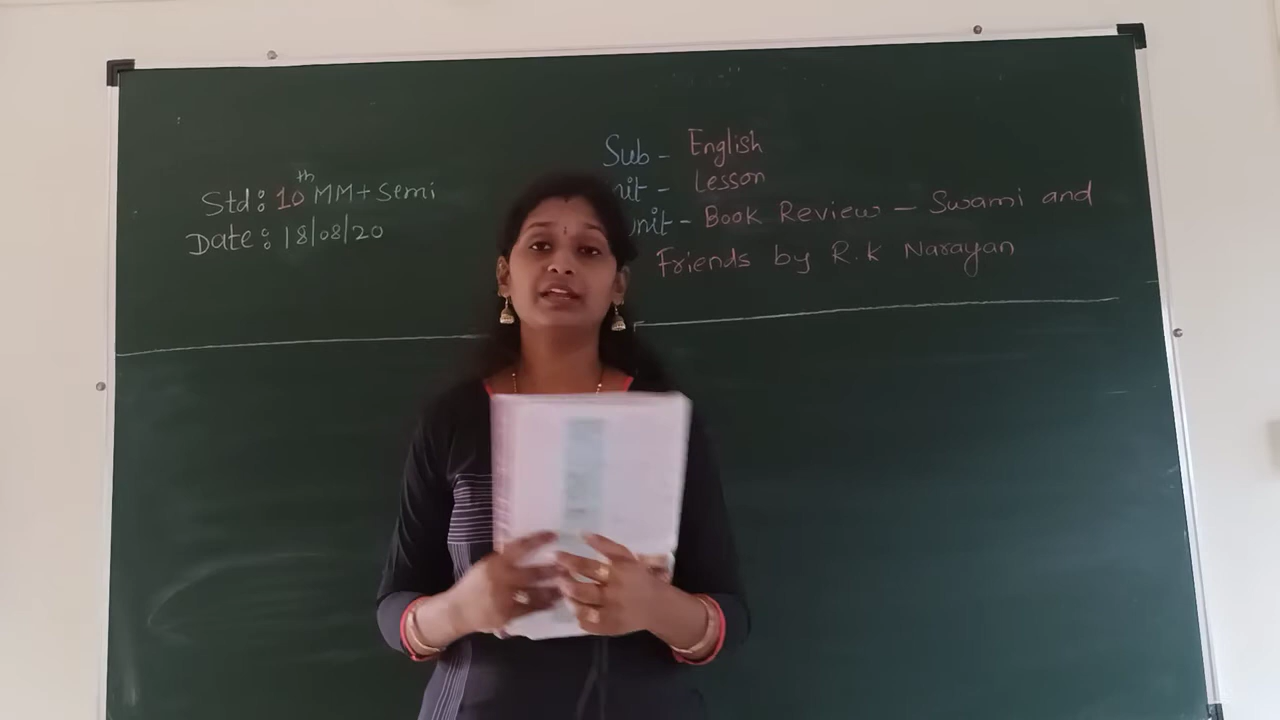 Std: 10th MM+Semi
Date: 18/08/20
Sub - English
nit - Lesson
unit - Book Review - Swami and
Friends by R.K Narayan